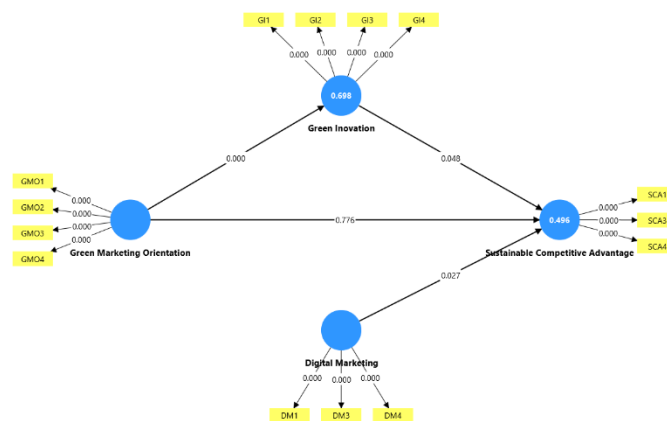 GI1 GI2 GI3 GI4
0.000 0.000 0.000 0.000
0.698
Green Inovation
0.000
0.048
GMO1
GMO2
GMO3
GMO4
0.000
0.000
0.000
0.000
Green Marketing Orientation
0.776
0.496
Sustainable Competitive Advantage
0.000
0.000
0.000
SCA1
SCA3
SCA4
0.027
Digital Marketing
0.000 0.000 0.000
DM1 DM3 DM4